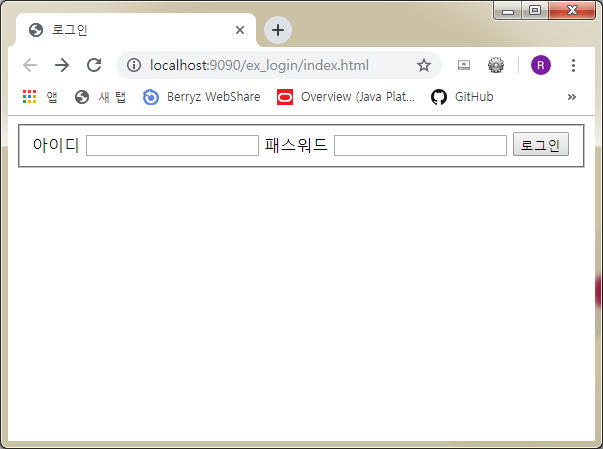 로그인
localhost:9090/ex_login/index.html
R
앱 새 탭 Berryz WebShare Overview (Java Plat... GitHub »
아이디 패스워드 로그인